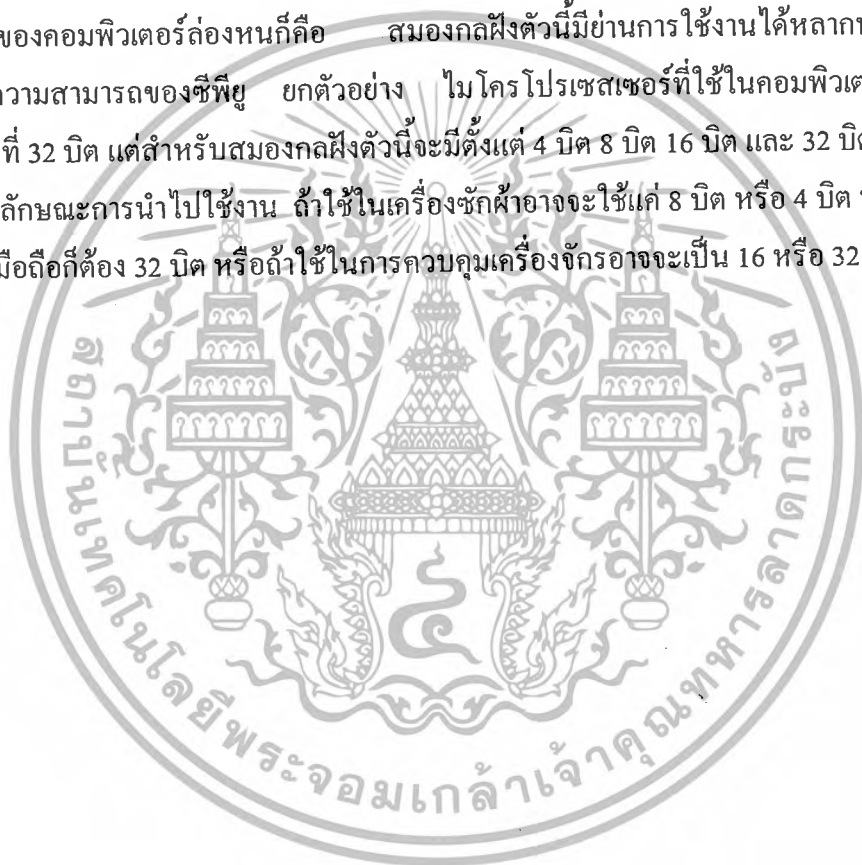 ของคอมพิวเตอร์ล่องหนก็คือ สมองกลฝังตัวนี้มีย่านการใช้งานได้หลาก
ความสามารถของซีพียู ยกตัวอย่าง ไมโครโปรเซสเซอร์ที่ใช้ในคอมพิวเต
ที่ 32 บิต แต่สำหรับสมองกลฝังตัวนี้จะมีตั้งแต่ 4 บิต 8 บิต 16 บิต และ 32 บิต
ลักษณะการนำไปใช้งาน ถ้าใช้ในเครื่องซักผ้าอาจจะใช้แค่ 8 บิต หรือ 4 บิต
มือถือก็ต้อง 32 บิต หรือถ้าใช้ในการควบคุมเครื่องจักรอาจจะเป็น 16 หรือ 32
สถาบันเทคโนโลยีพระจอมเกล้าเจ้าคุณทหารลาดกระบัง
๔